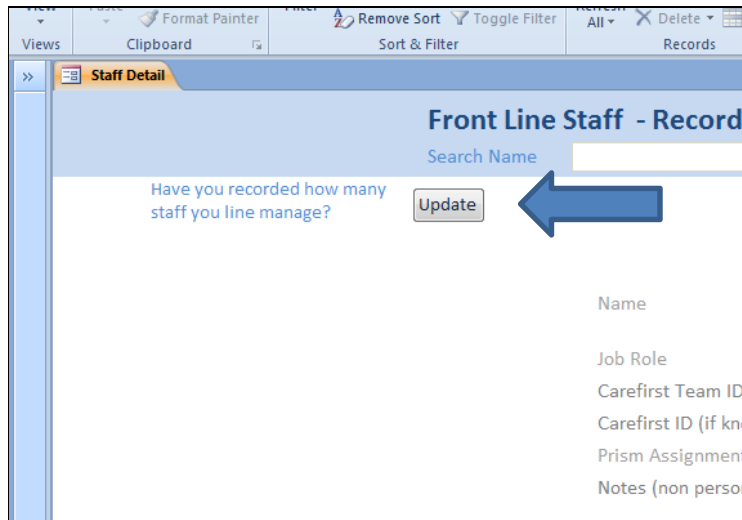 Format Painter
Remove Sort Toggle Filter
All Delete
Views Clipboard Sort & Filter Records
Staff Detail
Front Line Staff - Record
Search Name
Have you recorded how many
staff you line manage?
Update
Name
Job Role
Carefirst Team ID
Carefirst ID (if kn
Prism Assignmen
Notes (non perso